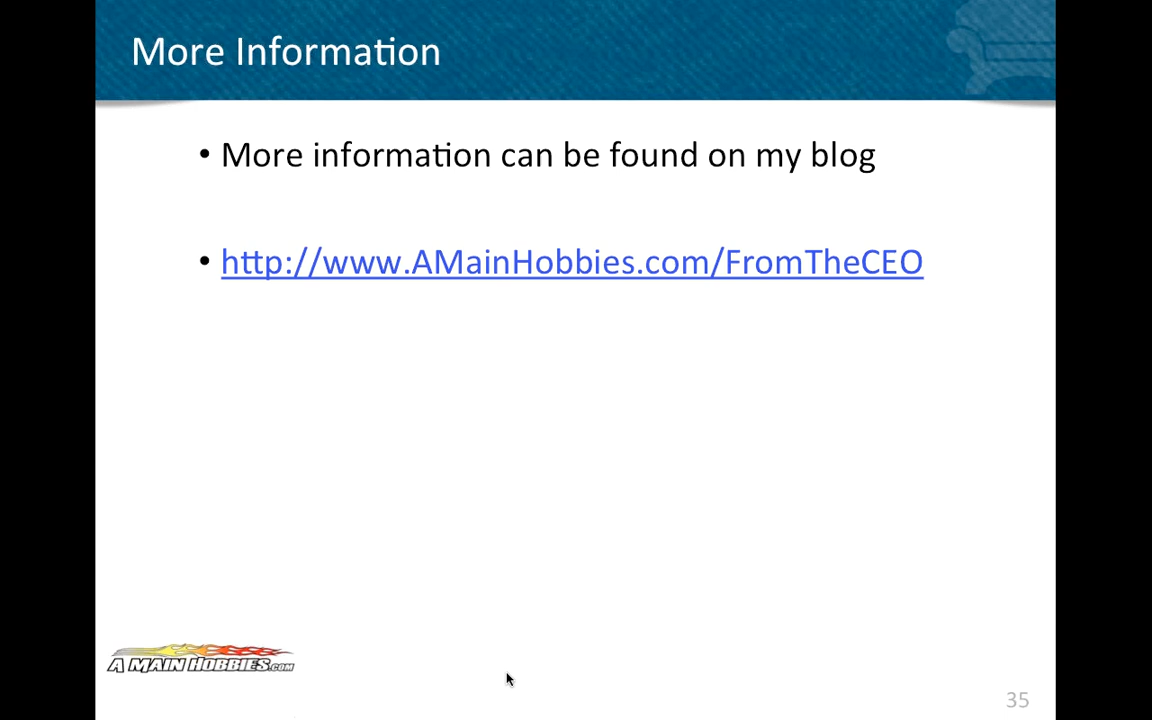 More Information
• More information can be found on my blog
• http://www.AMainHobbies.com/FromTheCEO
A MAIN HOBBIES.COM
35